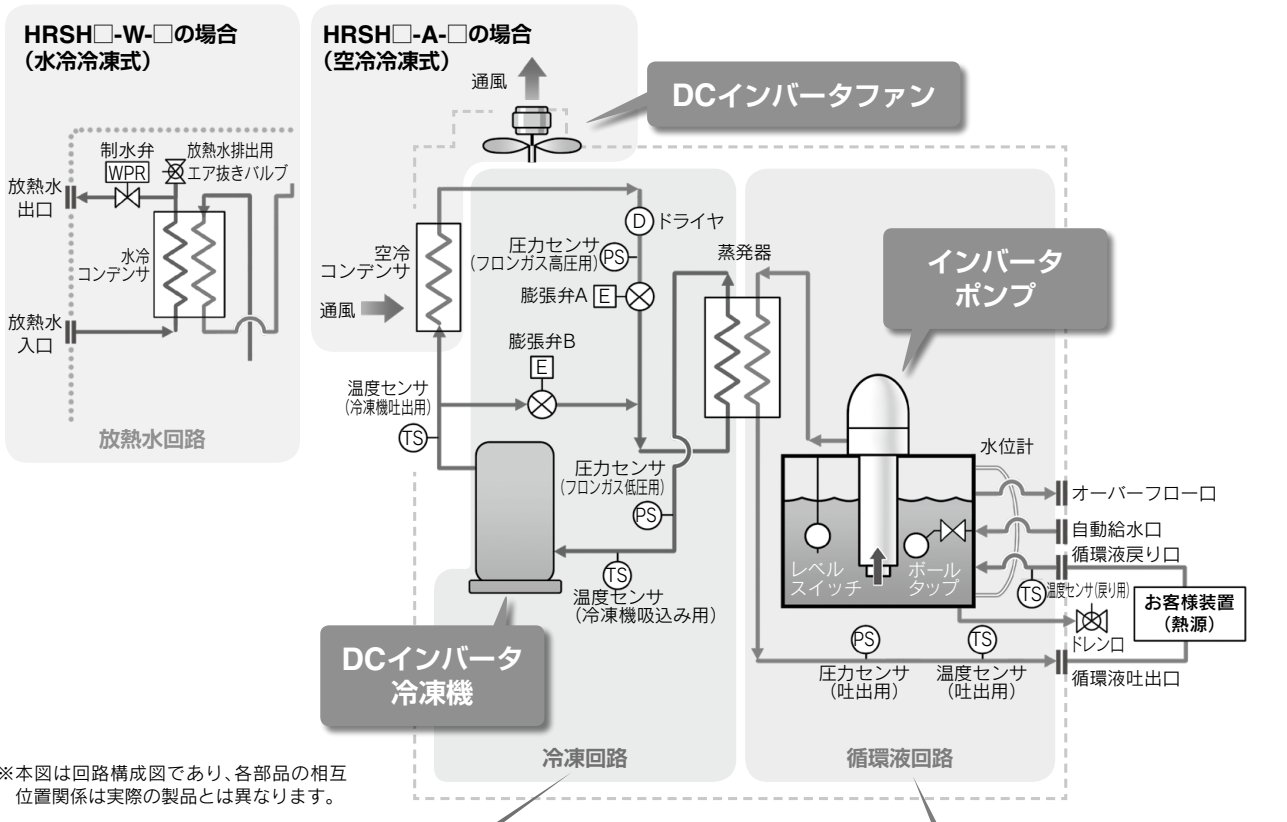 HRSH□-W-□の場合
（水冷冷凍式）
制水弁
WPR
放熱水排出用
エア抜きバルブ
放熱水
出口
水冷
コンデンサ
放熱水
入口
放熱水回路
HRSH□-A-□の場合
（空冷冷凍式）
通風
DCインバータファン
空冷
コンデンサ
通風
D
ドライヤ
圧力センサ
（フロンガス高圧用）
PS
膨張弁A
E
膨張弁B
E
温度センサ
（冷凍機吐出用）
TS
圧力センサ
（フロンガス低圧用）
PS
TS
温度センサ
（冷凍機吸込み用）
DCインバータ
冷凍機
冷凍回路
蒸発器
インバータ
ポンプ
水位計
レベル
スイッチ
ボール
タップ
オーバーフロー口
自動給水口
循環液戻り口
TS
温度センサ（戻り用）
お客様装置
（熱源）
ドレン口
循環液吐出口
PS
圧力センサ
（吐出用）
TS
温度センサ
（吐出用）
循環液回路
※本図は回路構成図であり、各部品の相互
位置関係は実際の製品とは異なります。